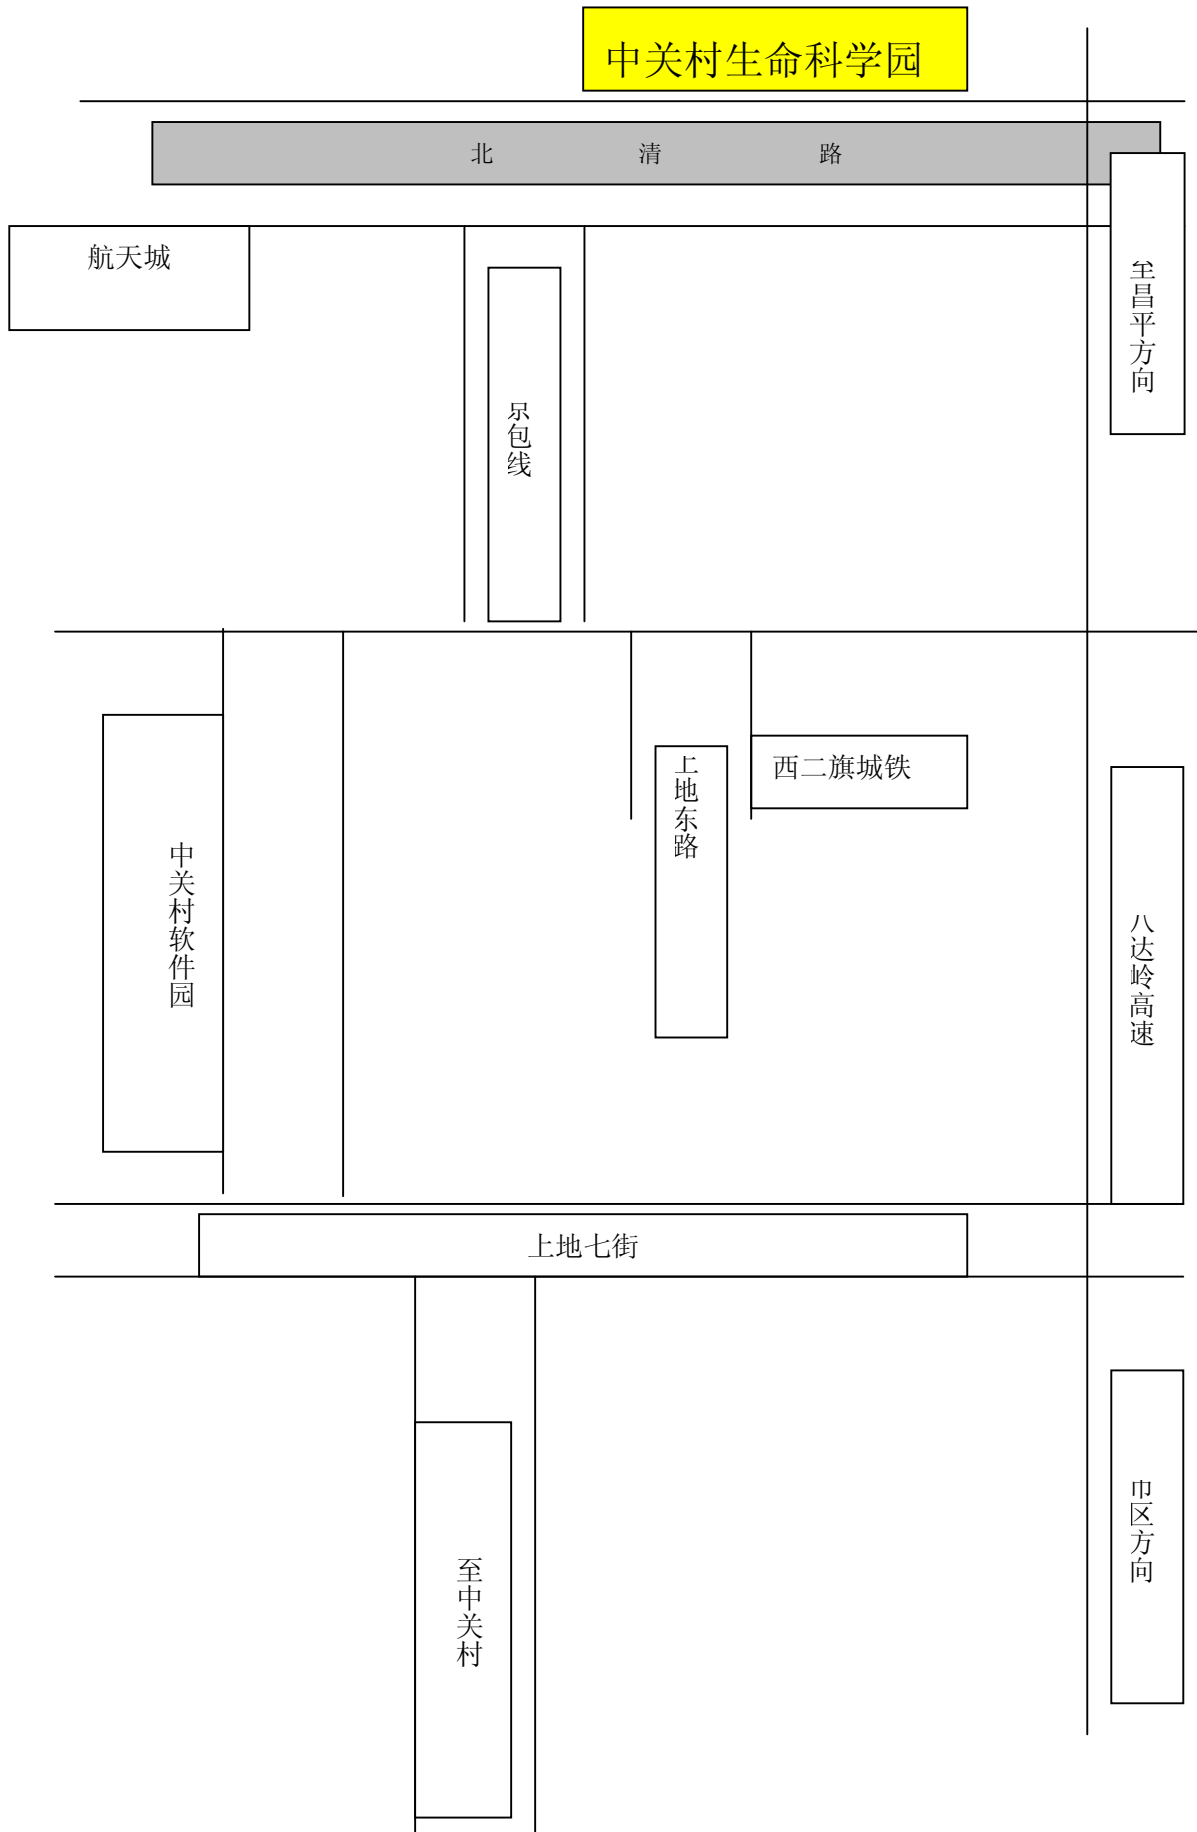 中关村生命科学园
北 清 路
航天城
至昌平方向
京包线
西二旗城铁
上地东路
中关村软件园
八达岭高速
上地七街
市区方向
至中关村